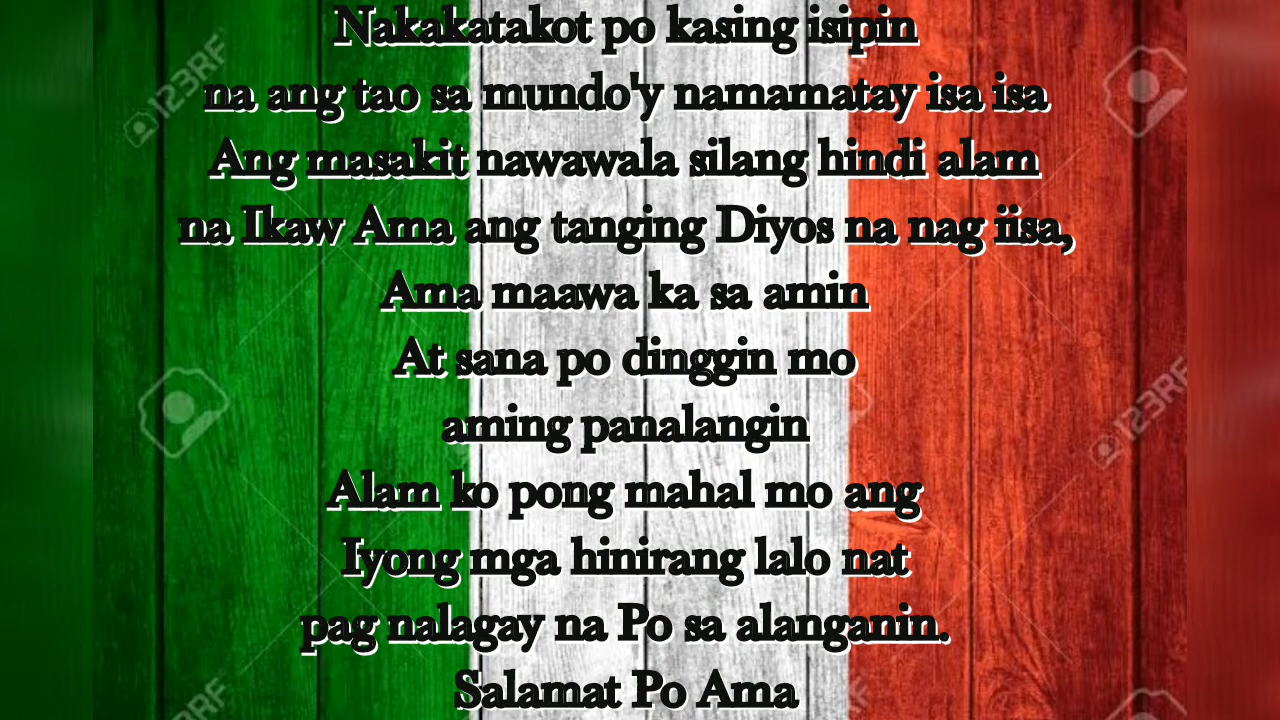 Nakakatakot po kasing isipin
na ang tao sa mundo'y namamatay isa isa
Ang masakit nawawala silang hindi alam
na Ikaw Ama ang tanging Diyos na nag iisa,
Ama maawa ka sa amin
At sana po dinggin mo
aming panalangin
Alam ko pong mahal mo ang
Iyong mga hinirang lalo nat
pag nalagay na Po sa alanganin.
Salamat Po Ama
123RF
123RF
123RF